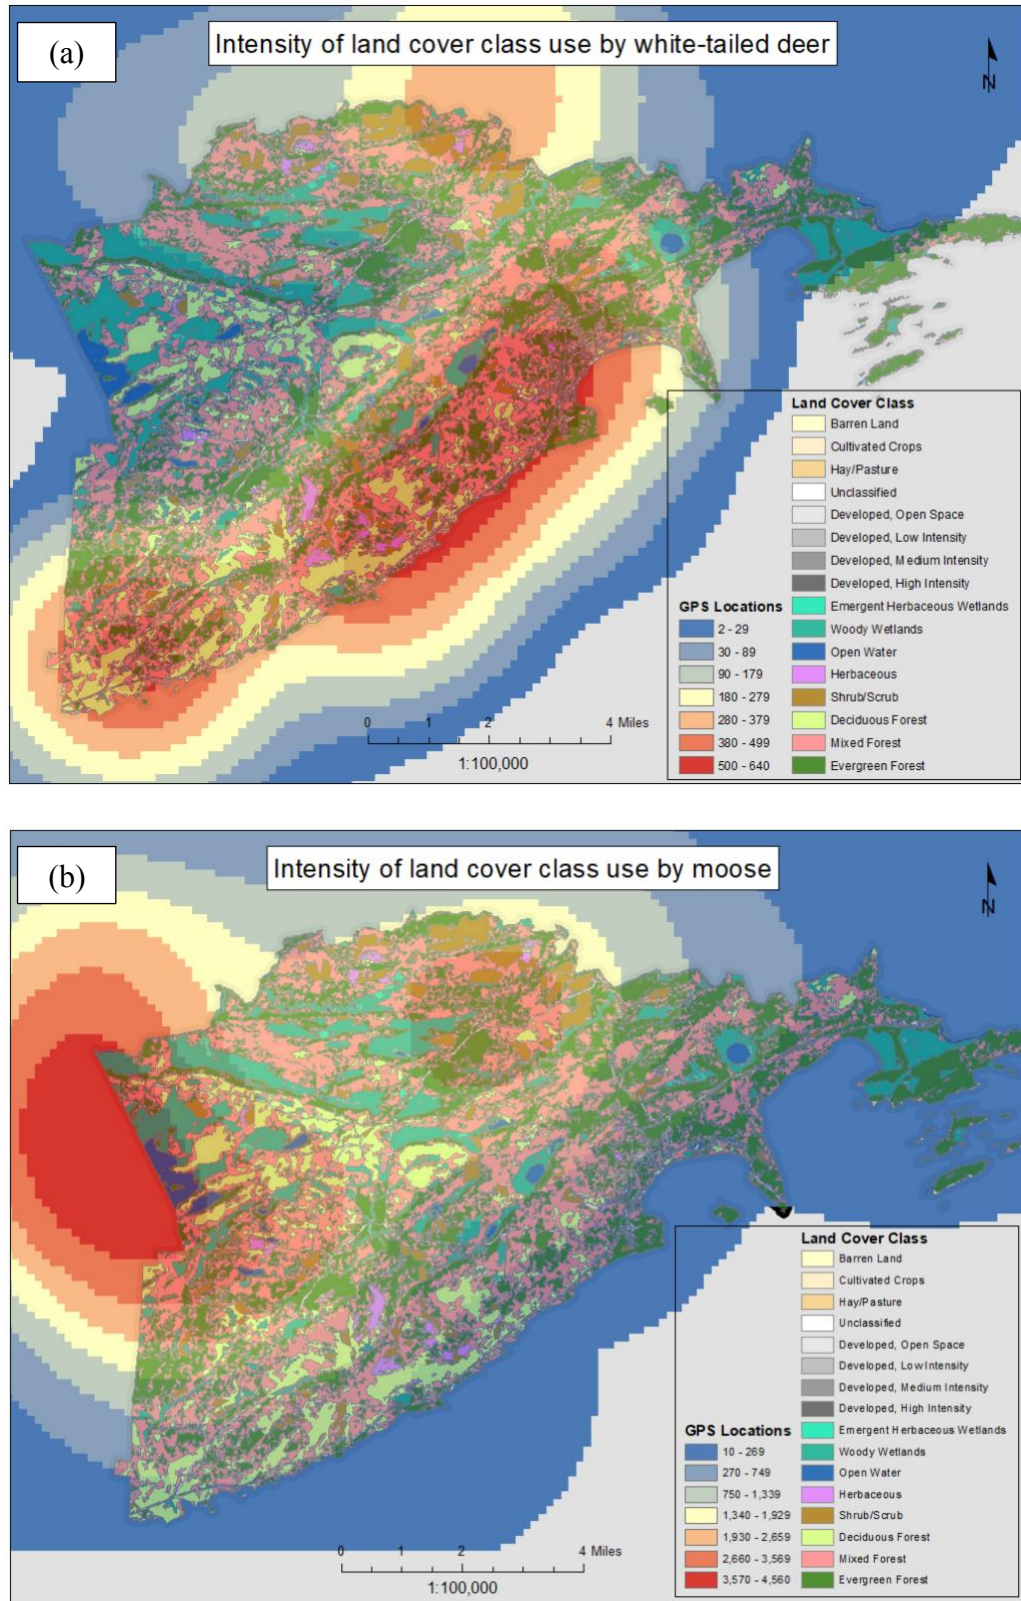 (a)
Intensity of land cover class use by white-tailed deer
N
Land Cover Class
Barren Land
Cultivated Crops
Hay/Pasture
Unclassified
Developed, Open Space
Developed, Low Intensity
Developed, Medium Intensity
Developed, High Intensity
Emergent Herbaceous Wetlands
Woody Wetlands
Open Water
Herbaceous
Shrub/Scrub
Deciduous Forest
Mixed Forest
Evergreen Forest
GPS Locations
2 - 29
30 - 89
90 - 179
180 - 279
280 - 379
380 - 499
500 - 640
0 1 2 4 Miles
1:100,000
(b)
Intensity of land cover class use by moose
N
Land Cover Class
Barren Land
Cultivated Crops
Hay/Pasture
Unclassified
Developed, Open Space
Developed, Low Intensity
Developed, Medium Intensity
Developed, High Intensity
Emergent Herbaceous Wetlands
Woody Wetlands
Open Water
Herbaceous
Shrub/Scrub
Deciduous Forest
Mixed Forest
Evergreen Forest
GPS Locations
10 - 269
270 - 749
750 - 1,339
1,340 - 1,929
1,930 - 2,659
2,660 - 3,569
3,570 - 4,560
0 1 2 4 Miles
1:100,000